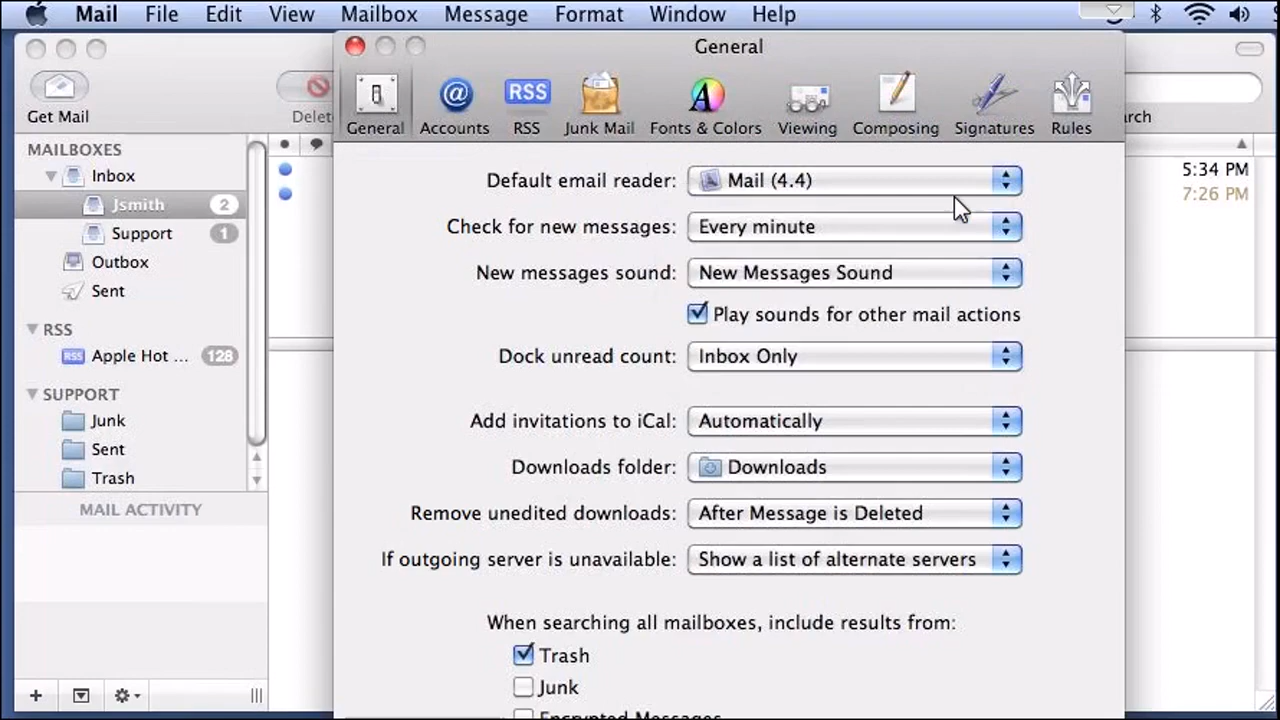 Mail File Edit View Mailbox Message Format Window Help
General
Get Mail
Delet
General Accounts RSS Junk Mail Fonts & Colors Viewing Composing Signatures Rules
RSS
arch
MAILBOXES
Inbox
Jsmith 2
Support 1
Outbox
Sent
RSS
RSS Apple Hot ... 128
SUPPORT
Junk
Sent
Trash
MAIL ACTIVITY
Default email reader: Mail (4.4)
Check for new messages: Every minute
New messages sound: New Messages Sound
Play sounds for other mail actions
Dock unread count: Inbox Only
Add invitations to iCal: Automatically
Downloads folder: Downloads
Remove unedited downloads: After Message is Deleted
If outgoing server is unavailable: Show a list of alternate servers
When searching all mailboxes, include results from:
Trash
Junk
Encrypted Messages
5:34 PM
7:26 PM